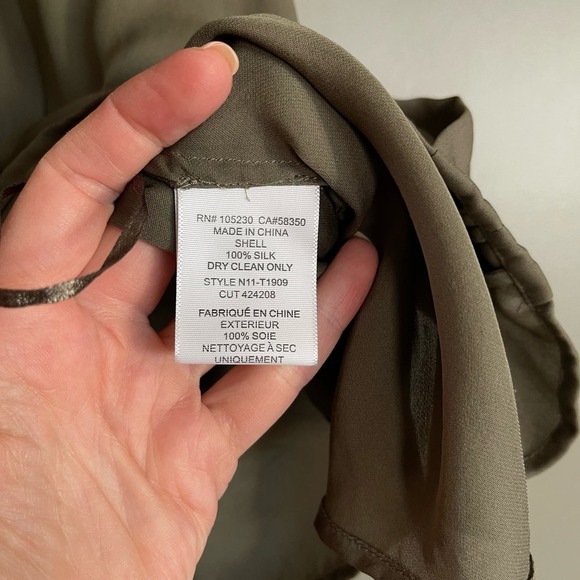 RN# 105230 CA#58350
MADE IN CHINA
SHELL
100% SILK
DRY CLEAN ONLY
STYLE N11-T1909
CUT 424208
FABRIQUÉ EN CHINE
EXTERIEUR
100% SOIE
NETTOYAGE À SEC
UNIQUEMENT